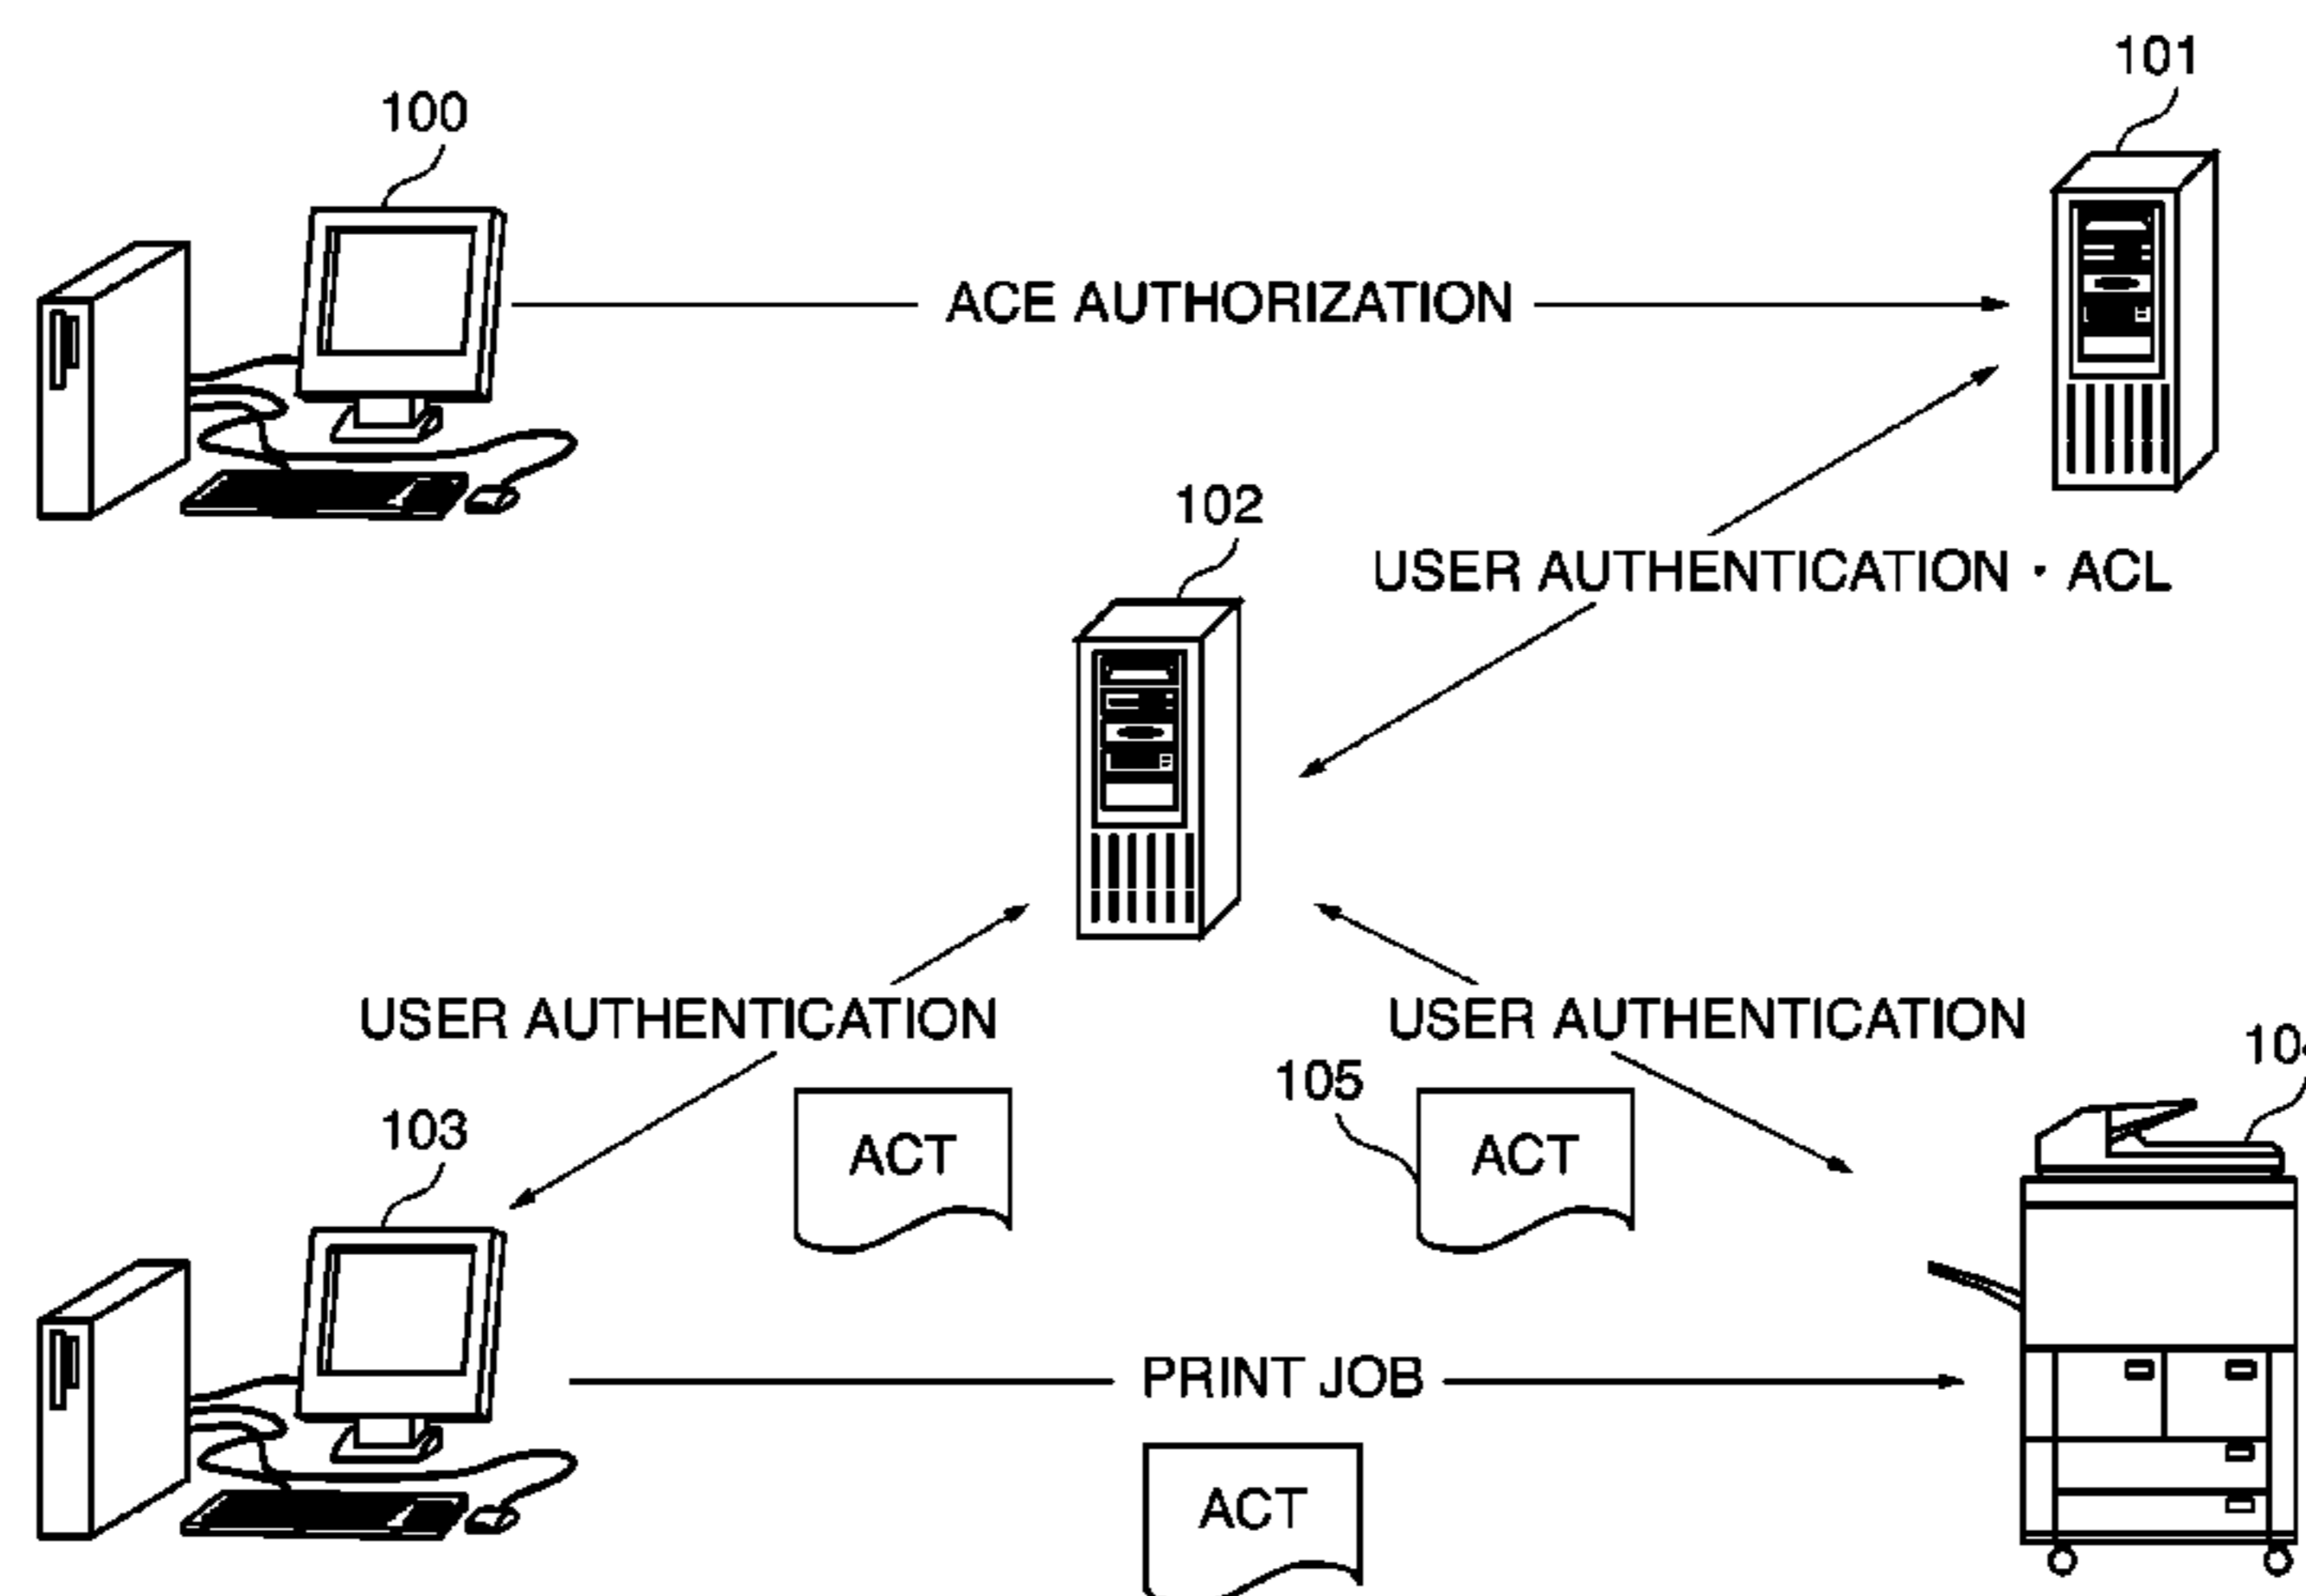 101
100
ACE AUTHORIZATION
102
USER AUTHENTICATION · ACL
USER AUTHENTICATION
USER AUTHENTICATION
105
103
ACT
ACT
PRINT JOB
ACT